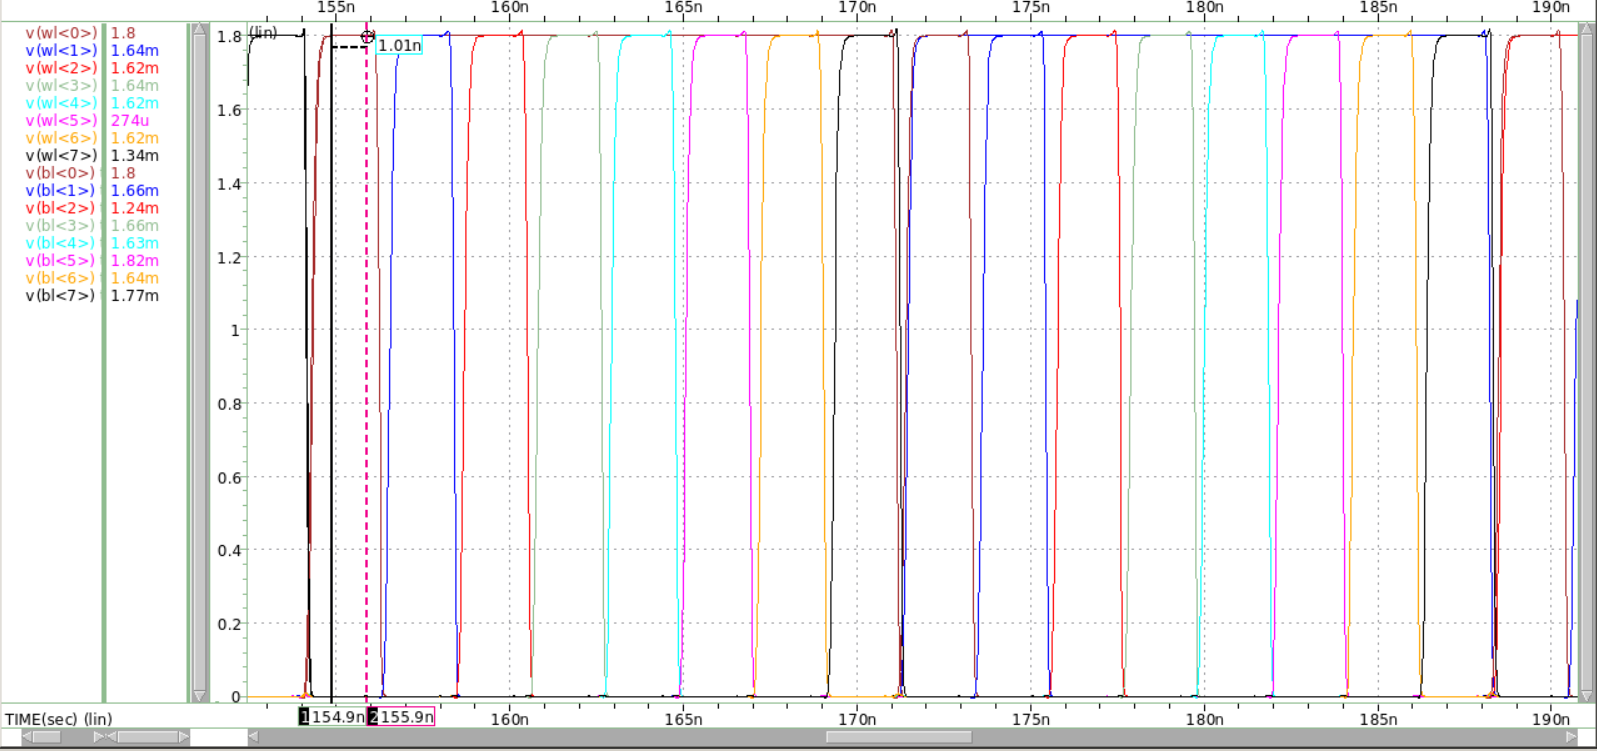 155n 160n 165n 170n 175n 180n 185n 190n
v(wl<0>) 1.8
v(wl<1>) 1.64m
v(wl<2>) 1.62m
v(wl<3>) 1.64m
v(wl<4>) 1.62m
v(wl<5>) 274u
v(wl<6>) 1.62m
v(wl<7>) 1.34m
v(bl<0>) 1.8
v(bl<1>) 1.66m
v(bl<2>) 1.24m
v(bl<3>) 1.66m
v(bl<4>) 1.63m
v(bl<5>) 1.82m
v(bl<6>) 1.64m
v(bl<7>) 1.77m
1.8 (lin)
1.01n
1.6
1.4
1.2
1
0.8
0.6
0.4
0.2
0
TIME(sec) (lin) 1 154.9n 2 155.9n 160n 165n 170n 175n 180n 185n 190n